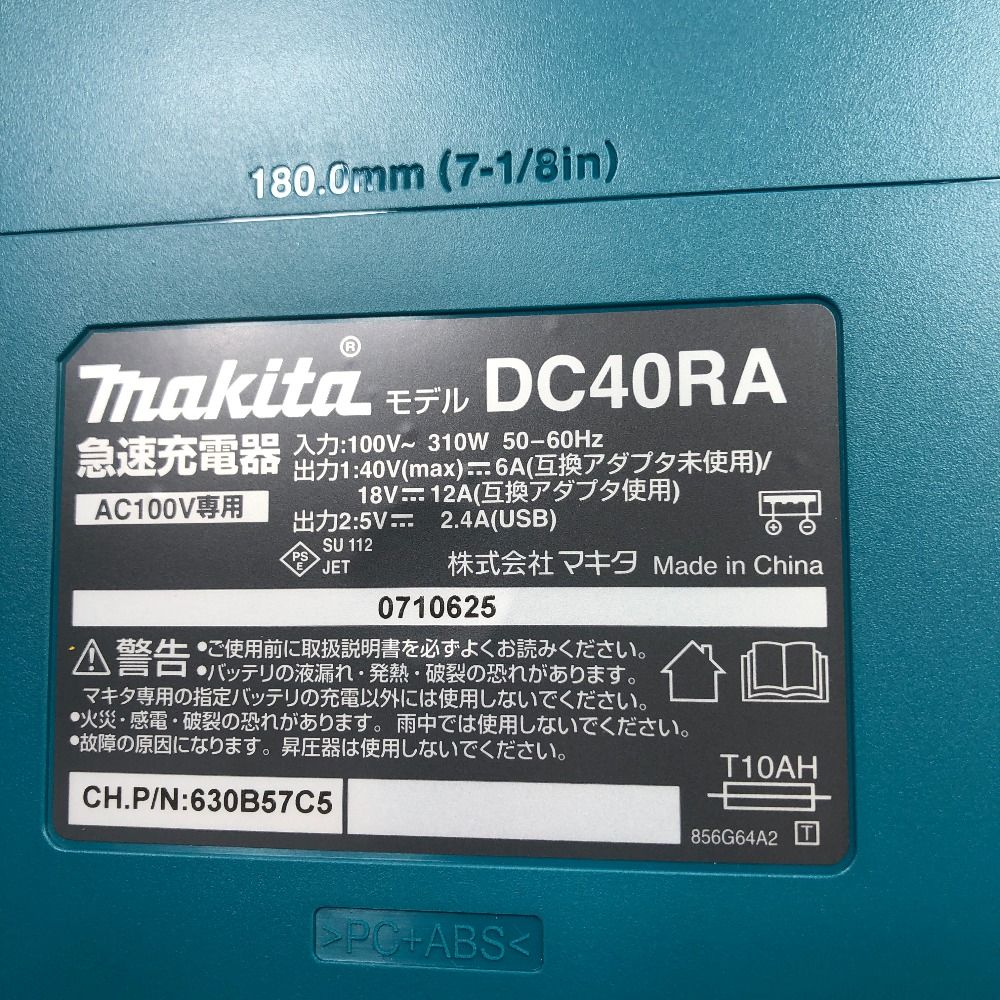 180.0mm (7-1/8in)
makita® モデル DC40RA
急速充電器
AC100V専用
入力:100V~ 310W 50-60Hz
出力1:40V(max)⎓6A(互換アダプタ未使用)/
18V⎓12A(互換アダプタ使用)
出力2:5V⎓ 2.4A(USB)
PS
E
SU 112
JET
株式会社マキタ Made in China
0710625
警告
•ご使用前に取扱説明書を必ずよくお読みください。
•バッテリの液漏れ・発熱・破裂の恐れがあります。
マキタ専用の指定バッテリの充電以外には使用しないでください。
•火災・感電・破裂の恐れがあります。雨中では使用しないでください。
•故障の原因になります。昇圧器は使用しないでください。
T10AH
CH.P/N:630B57C5
856G64A2 T
>PC+ABS<